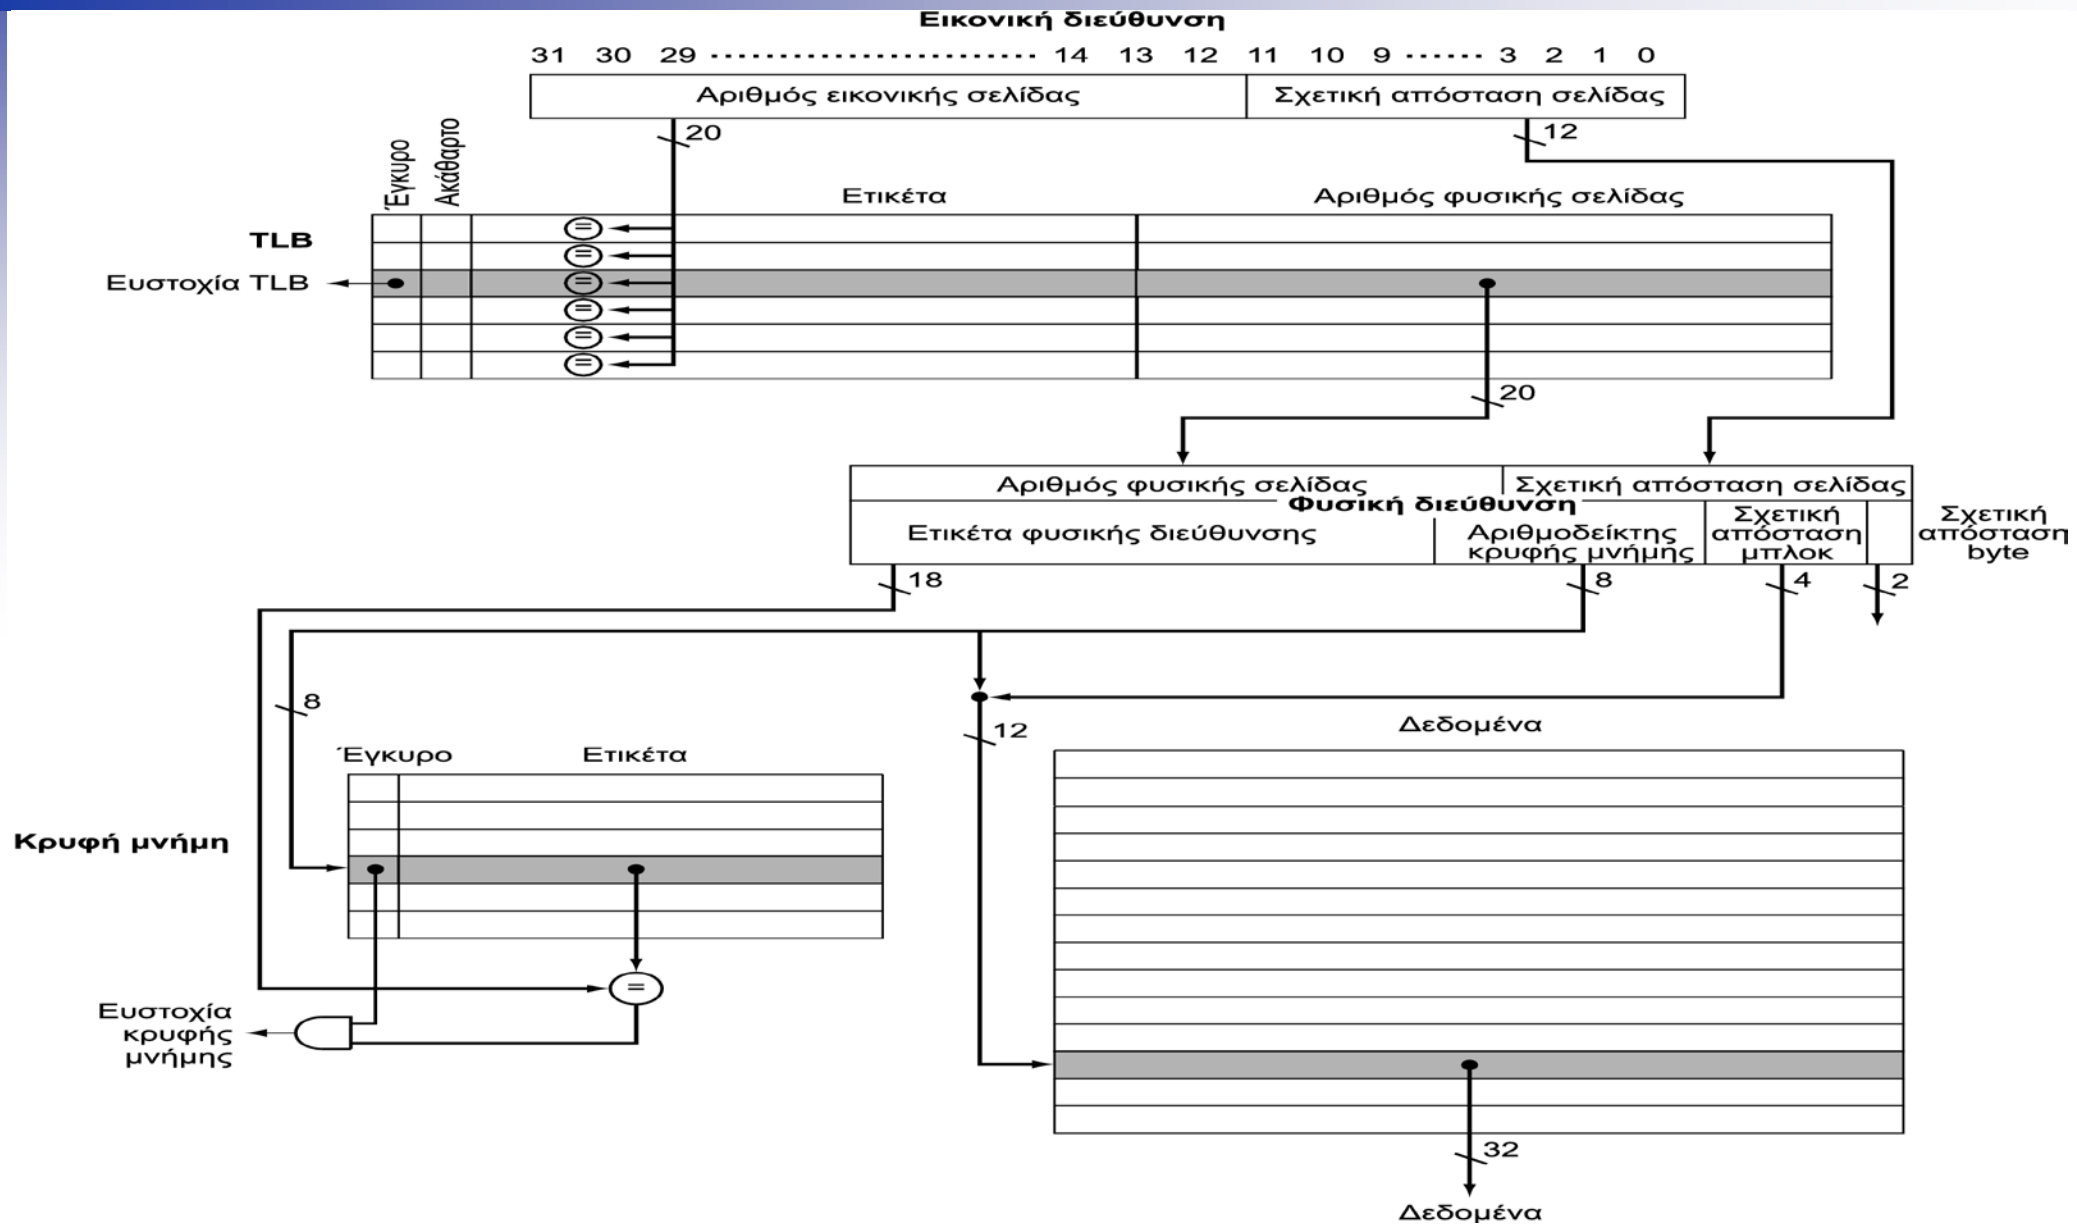 Εικονική διεύθυνση
31 30 29 ...................... 14 13 12 11 10 9 ...... 3 2 1 0
Αριθμός εικονικής σελίδας Σχετική απόσταση σελίδας
20 12
Έγκυρο Ακάθαρτο
Ετικέτα Αριθμός φυσικής σελίδας
TLB
=
=
Ευστοχία TLB =
=
=
=
20
Αριθμός φυσικής σελίδας Σχετική απόσταση σελίδας
Φυσική διεύθυνση
Ετικέτα φυσικής διεύθυνσης
Αριθμοδείκτης
κρυφής μνήμης
Σχετική
απόσταση
μπλοκ
Σχετική
απόσταση
byte
18 8 4 2
8
12
Δεδομένα
Έγκυρο Ετικέτα
Κρυφή μνήμη
=
Ευστοχία
κρυφής
μνήμης
32
Δεδομένα